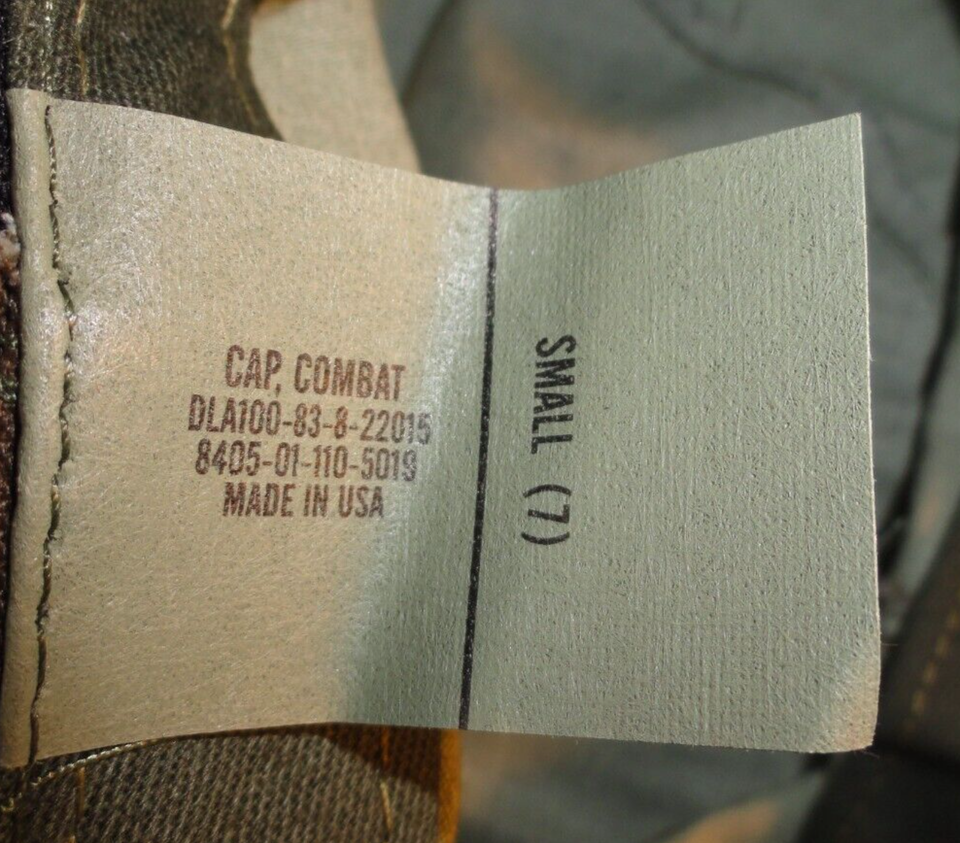 CAP, COMBAT
DLA100-83-8-22015
8405-01-110-5019
MADE IN USA
SMALL (7)